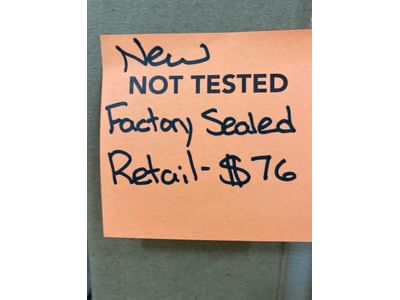 New
NOT TESTED
Factory Sealed
Retail-$76